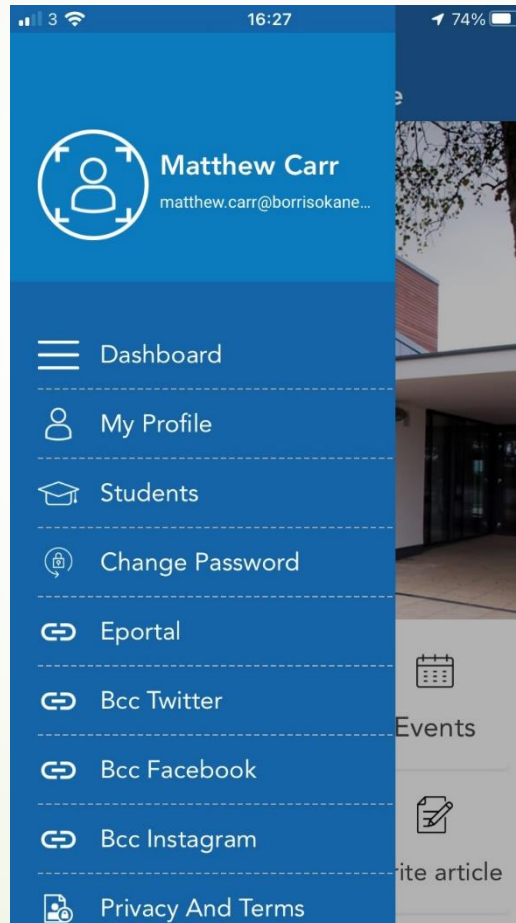 3 16:27 74%
e
Matthew Carr
matthew.carr@borrisokane...
Dashboard
My Profile
Students
Change Password
Eportal
Bcc Twitter
Events
Bcc Facebook
Bcc Instagram
rite article
Privacy And Terms